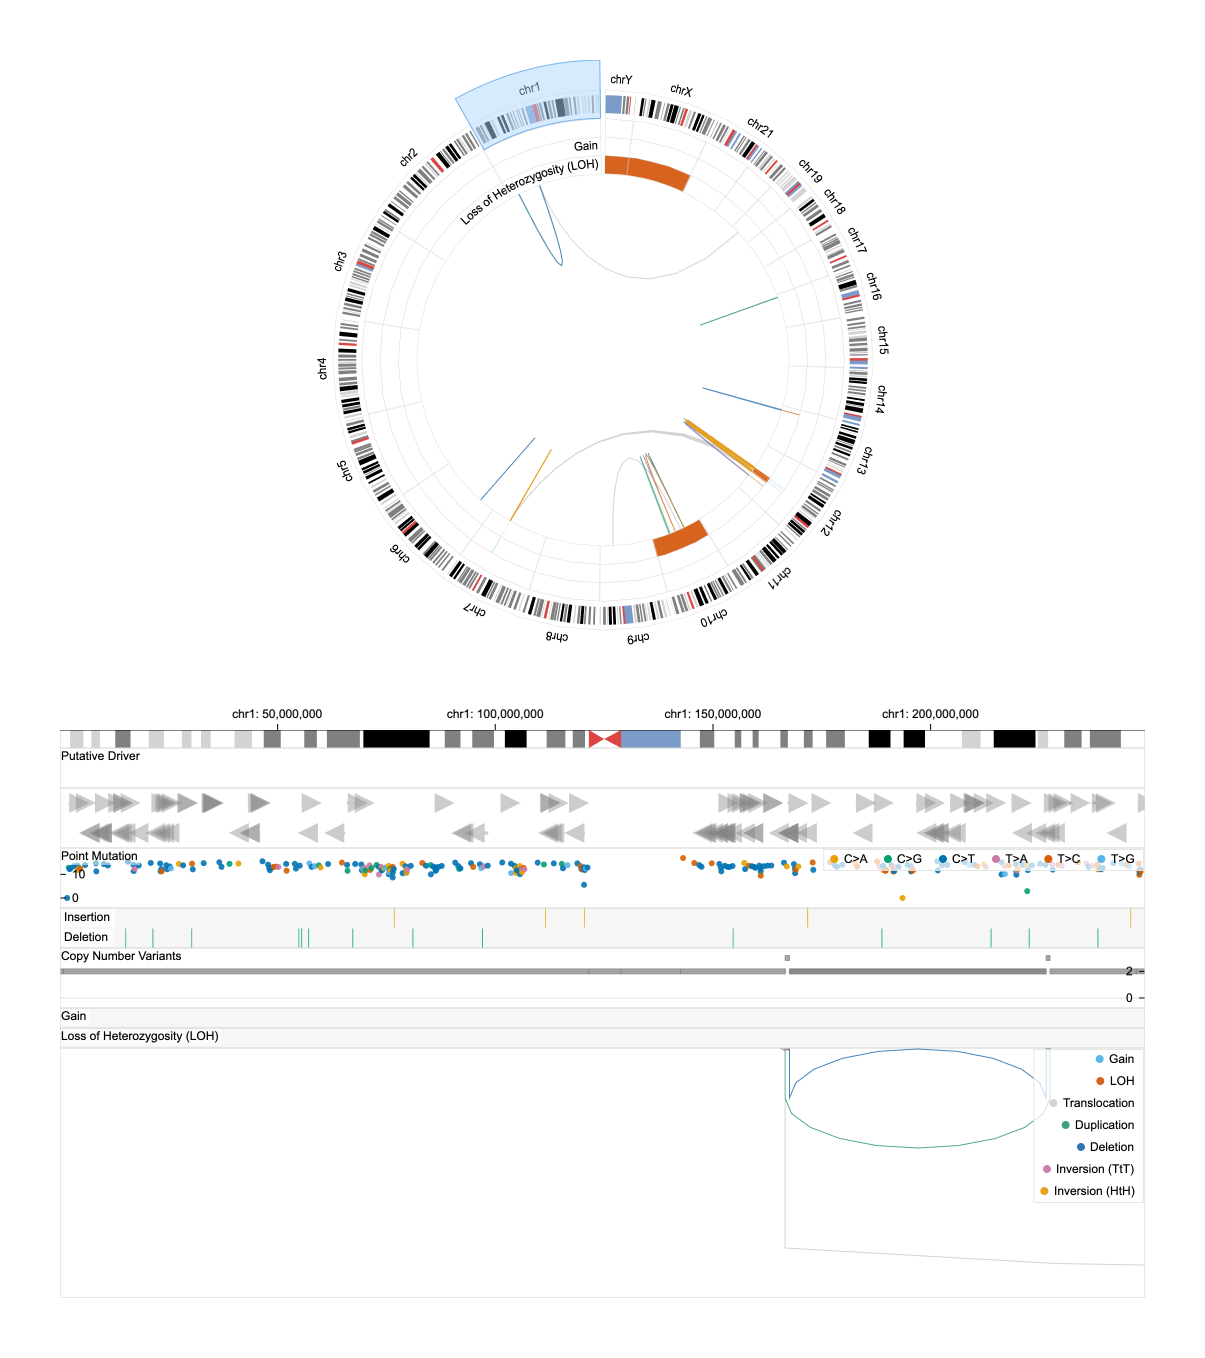 chr1
chrY
chrX
chr21
chr19
chr18
chr17
chr16
chr15
chr14
chr13
chr12
chr11
chr10
chr9
chr8
chr7
chr6
chr5
chr4
chr3
chr2
Gain
Loss of Heterozygosity (LOH)
chr1: 50,000,000 chr1: 100,000,000 chr1: 150,000,000 chr1: 200,000,000
Putative Driver
Point Mutation
C>A C>G C>T T>A T>C T>G
10
0
Insertion
Deletion
Copy Number Variants
2
0
Gain
Loss of Heterozygosity (LOH)
Gain
LOH
Translocation
Duplication
Deletion
Inversion (TtT)
Inversion (HtH)